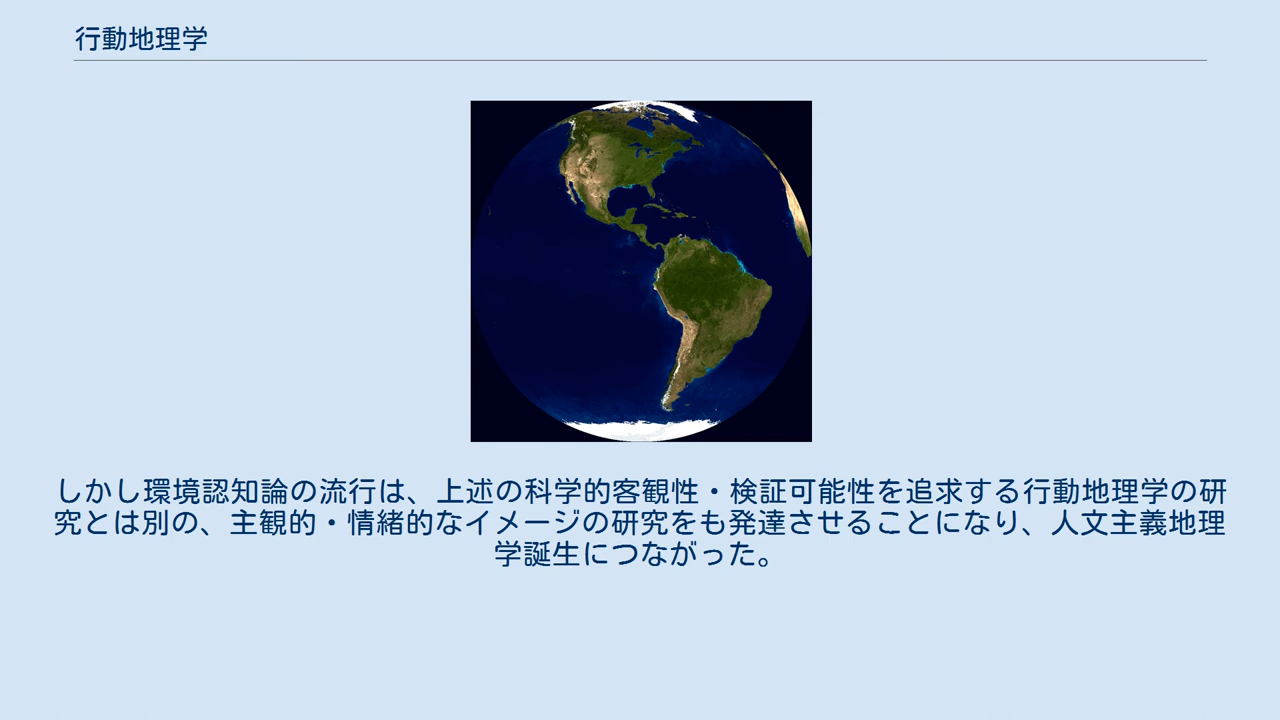 行動地理学
しかし環境認知論の流行は、上述の科学的客観性・検証可能性を追求する行動地理学の研
究とは別の、主観的・情緒的なイメージの研究をも発達させることになり、人文主義地理
学誕生につながった。